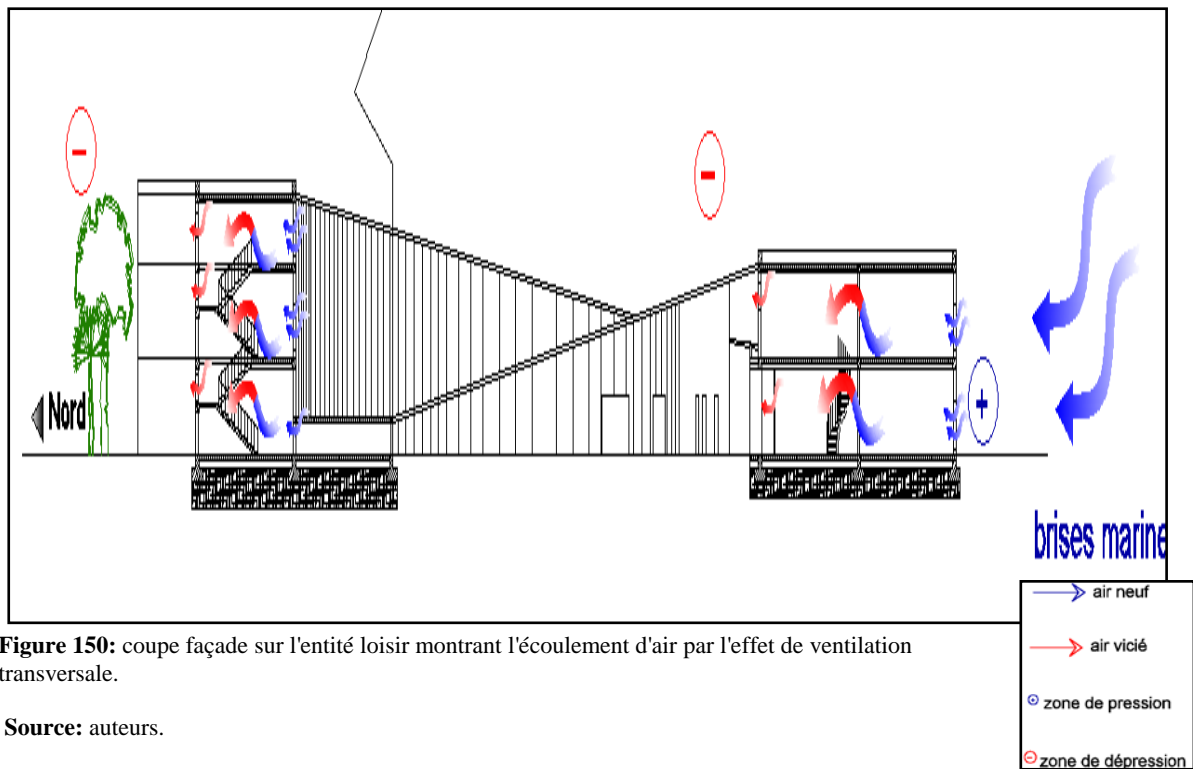 Nord
brises marine
air neuf
air vicié
zone de pression
zone de dépression
Figure 150: coupe façade sur l'entité loisir montrant l'écoulement d'air par l'effet de ventilation
transversale.
Source: auteurs.